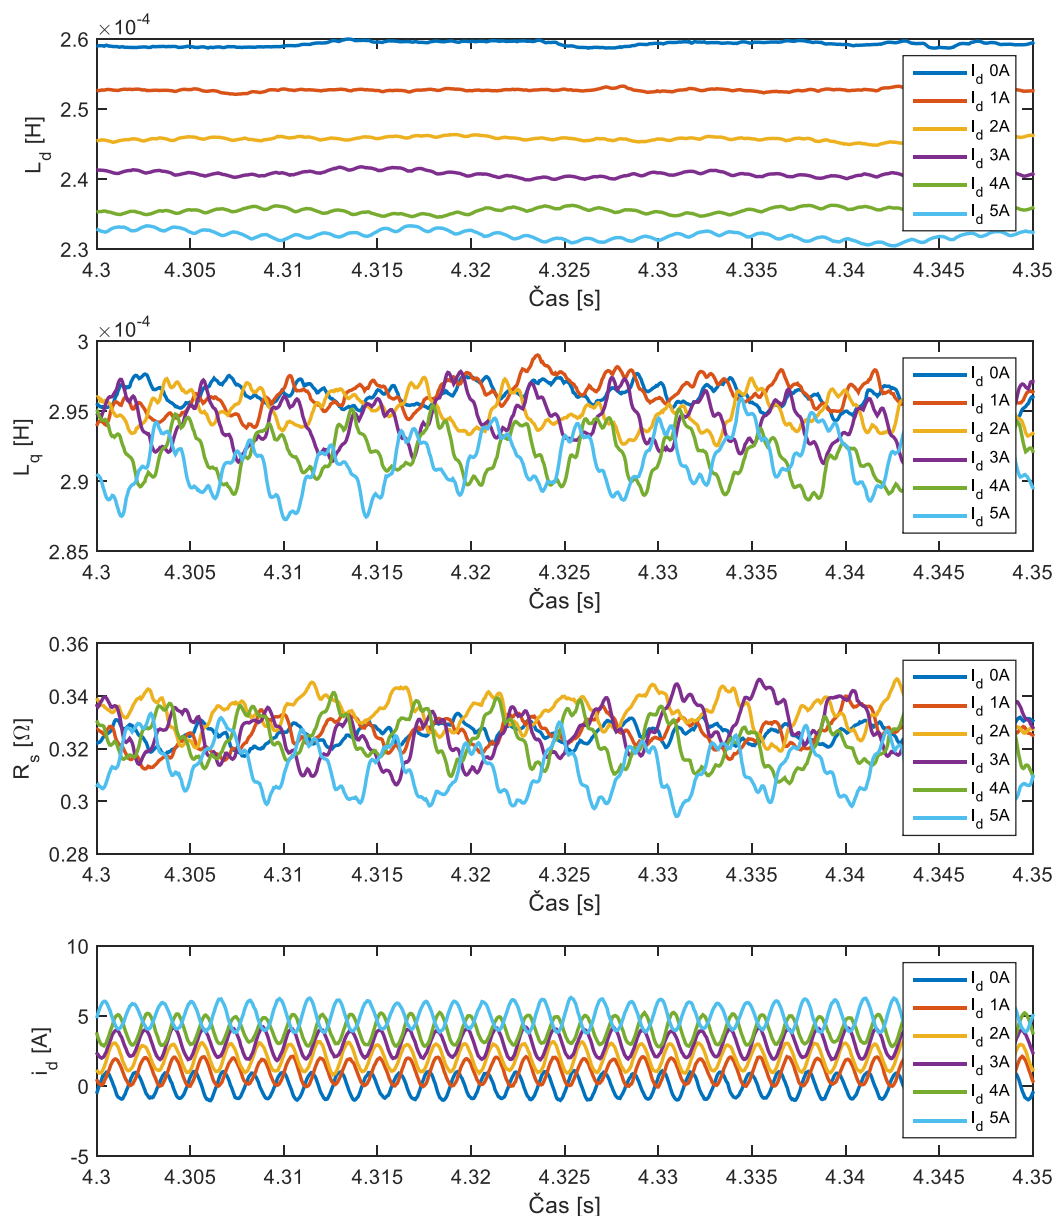 ×10-4
2.6
2.5
2.4
2.3
L_d [H]
I_d 0A
I_d 1A
I_d 2A
I_d 3A
I_d 4A
I_d 5A
4.3 4.305 4.31 4.315 4.32 4.325 4.33 4.335 4.34 4.345 4.35
Čas [s]
×10-4
3
2.95
2.9
2.85
L_q [H]
I_d 0A
I_d 1A
I_d 2A
I_d 3A
I_d 4A
I_d 5A
4.3 4.305 4.31 4.315 4.32 4.325 4.33 4.335 4.34 4.345 4.35
Čas [s]
0.36
0.34
0.32
0.3
0.28
R_s [Ω]
I_d 0A
I_d 1A
I_d 2A
I_d 3A
I_d 4A
I_d 5A
4.3 4.305 4.31 4.315 4.32 4.325 4.33 4.335 4.34 4.345 4.35
Čas [s]
10
5
0
-5
i_d [A]
I_d 0A
I_d 1A
I_d 2A
I_d 3A
I_d 4A
I_d 5A
4.3 4.305 4.31 4.315 4.32 4.325 4.33 4.335 4.34 4.345 4.35
Čas [s]